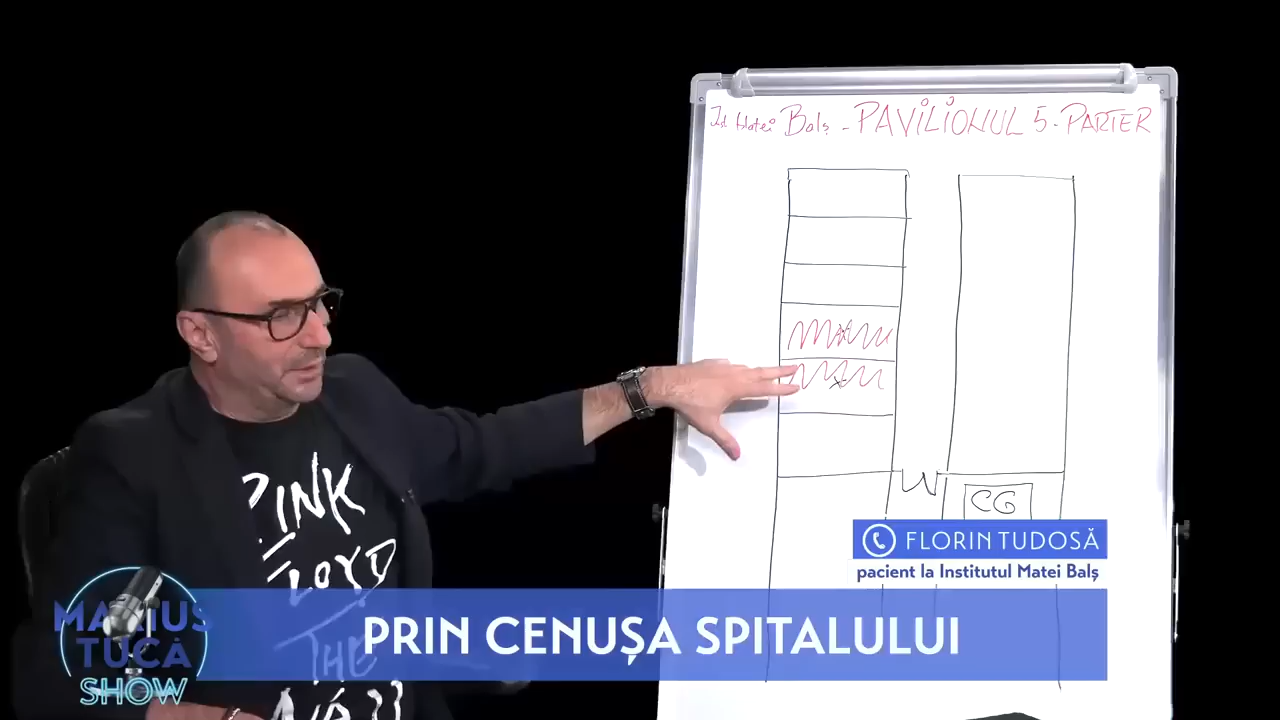 Matei Balș - PAVILIONUL 5 - PARTER
CG
PINK
FLOYD
THE
FLORIN TUDOSĂ
pacient la Institutul Matei Balș
PRIN CENUȘA SPITALULUI
MARIUS
TUCĂ
SHOW